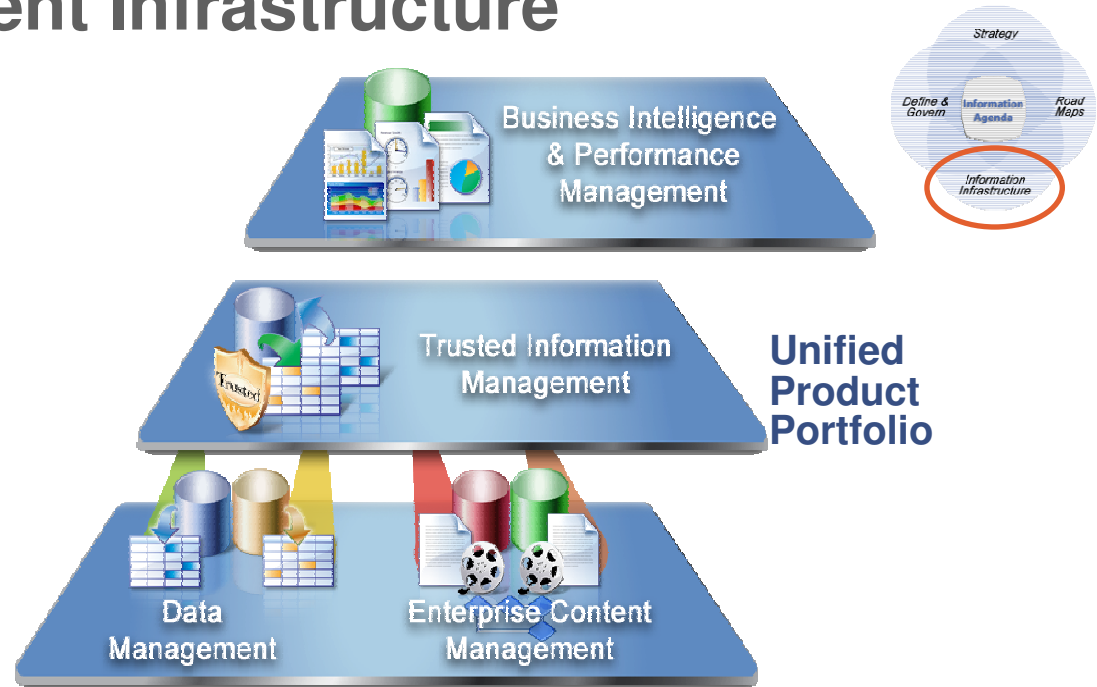 ent Infrastructure
Strategy
Define &
Govern
Information
Agenda
Road
Maps
Information
Infrastructure
Business Intelligence
& Performance
Management
Trusted Information
Management
Trusted
Unified
Product
Portfolio
Data
Management
Enterprise Content
Management